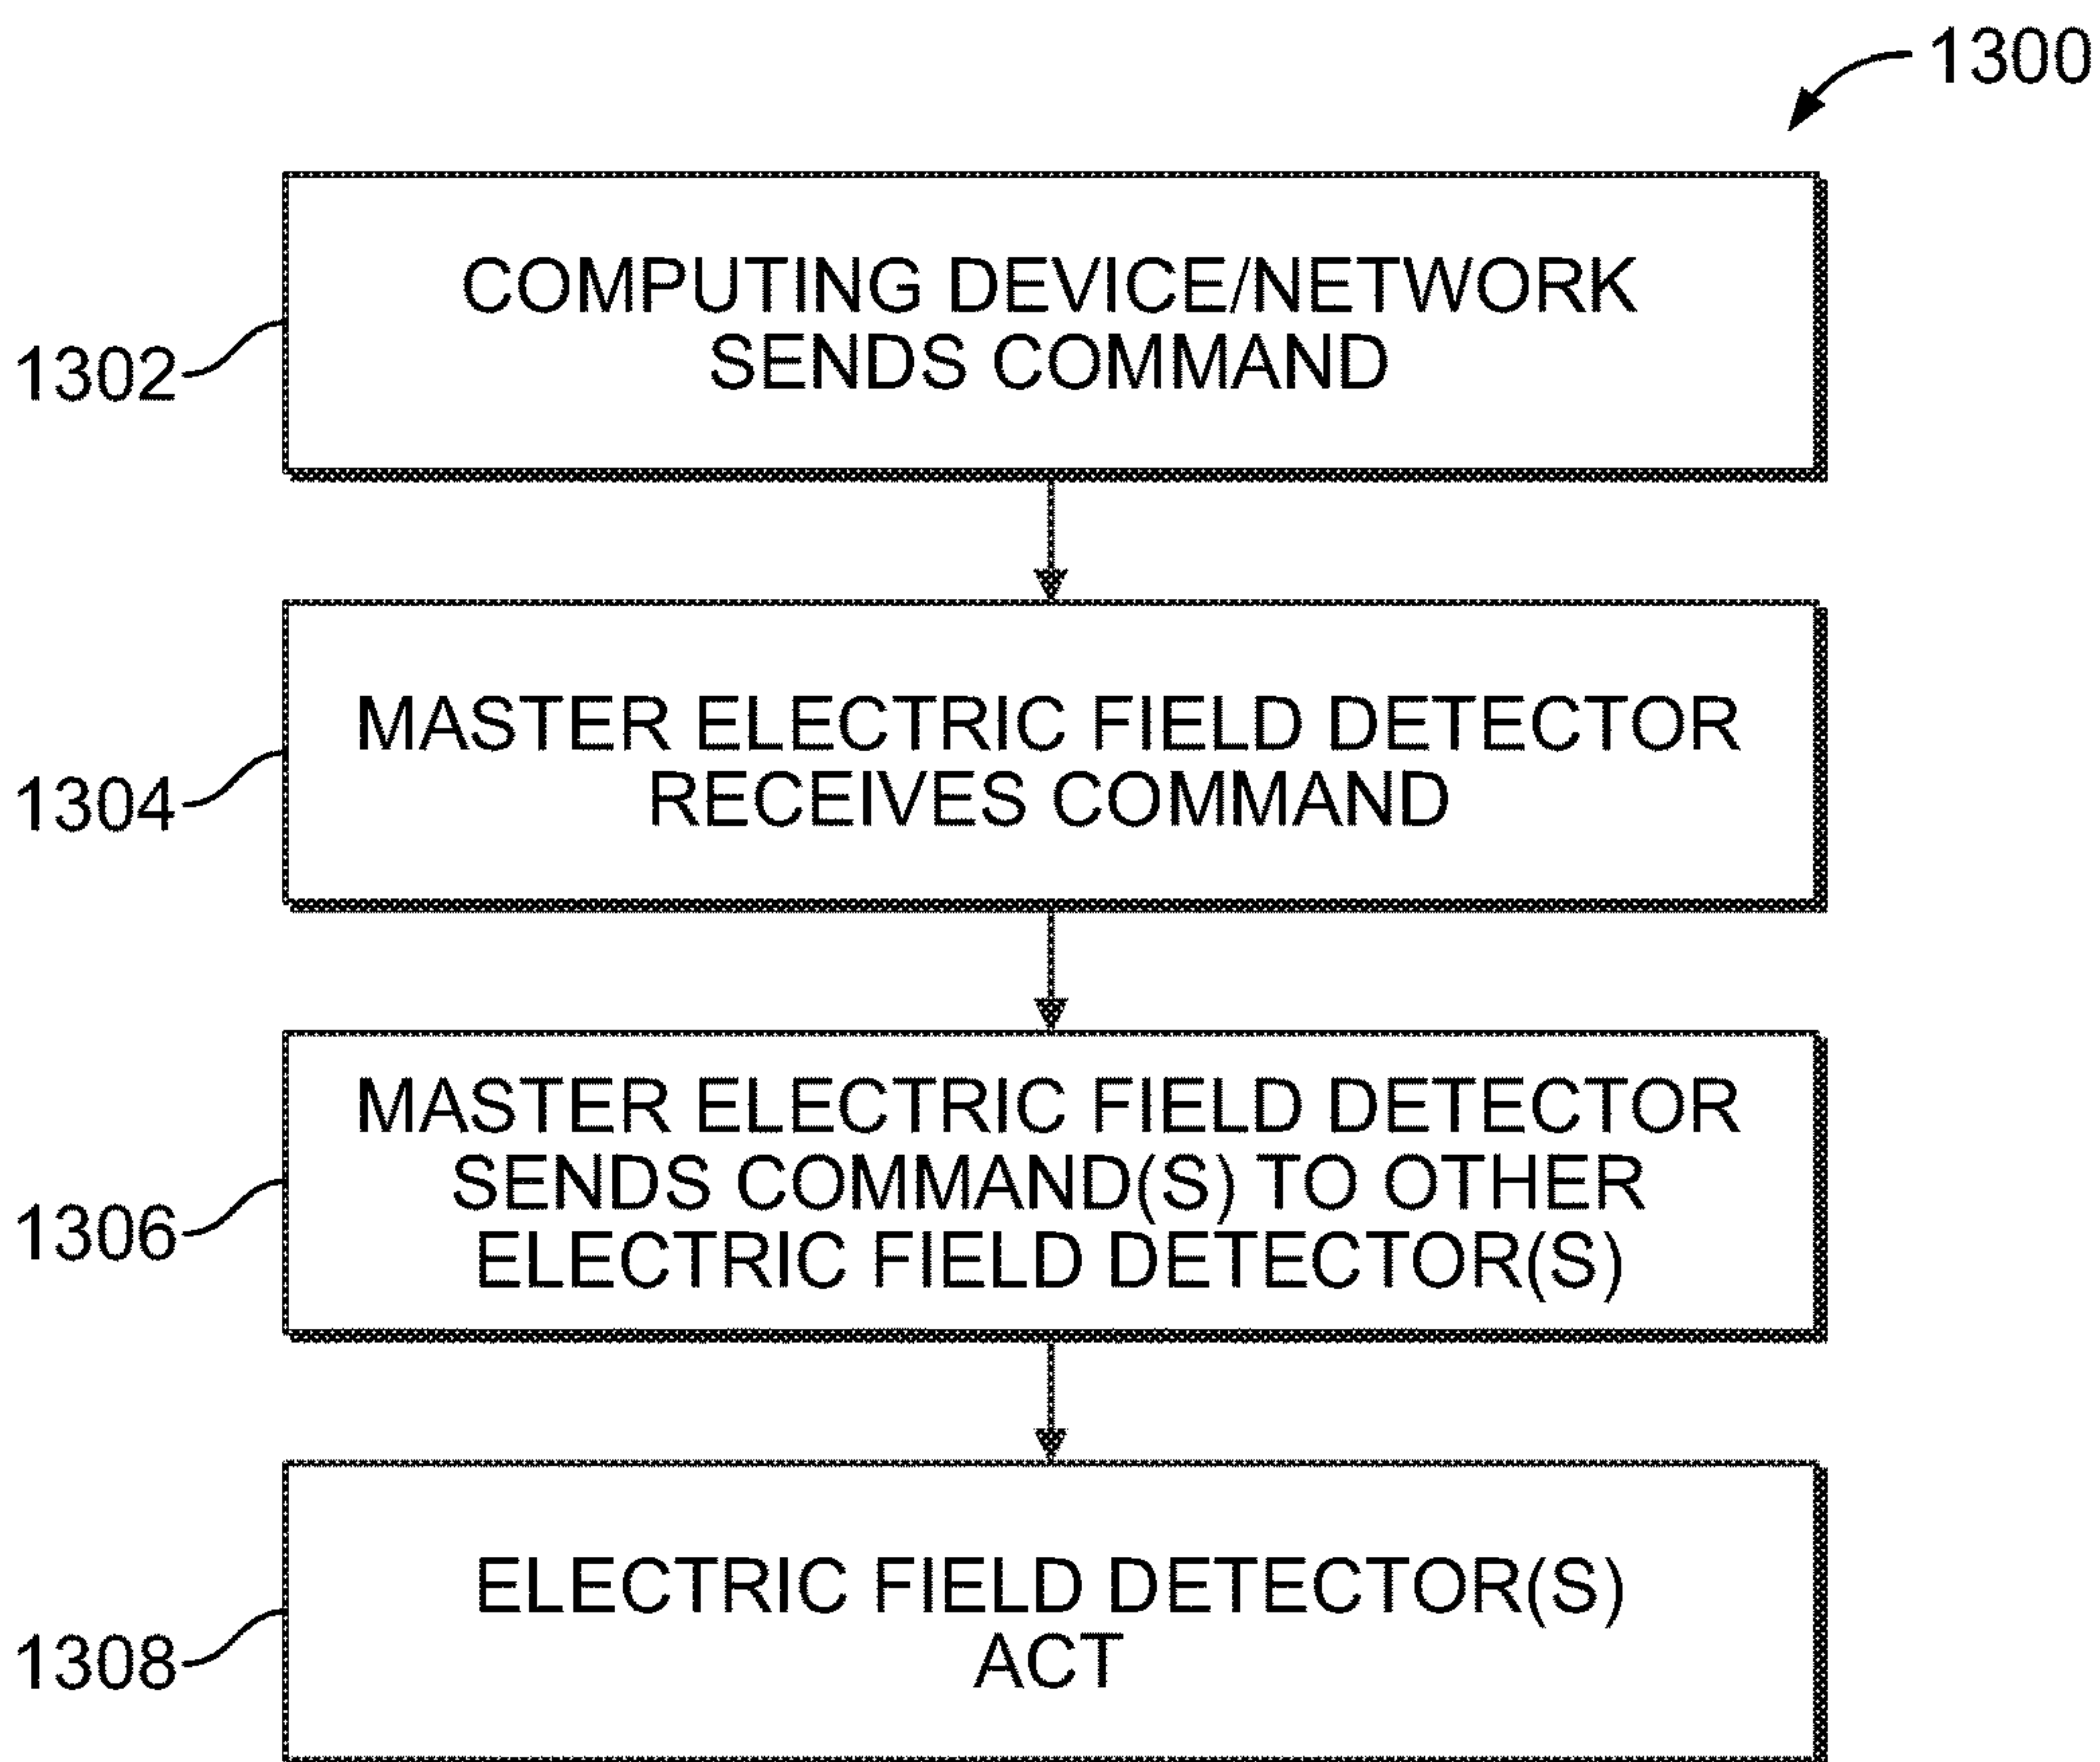 1300
COMPUTING DEVICE/NETWORK
SENDS COMMAND
1302
MASTER ELECTRIC FIELD DETECTOR
RECEIVES COMMAND
1304
MASTER ELECTRIC FIELD DETECTOR
SENDS COMMAND(S) TO OTHER
ELECTRIC FIELD DETECTOR(S)
1306
ELECTRIC FIELD DETECTOR(S)
ACT
1308